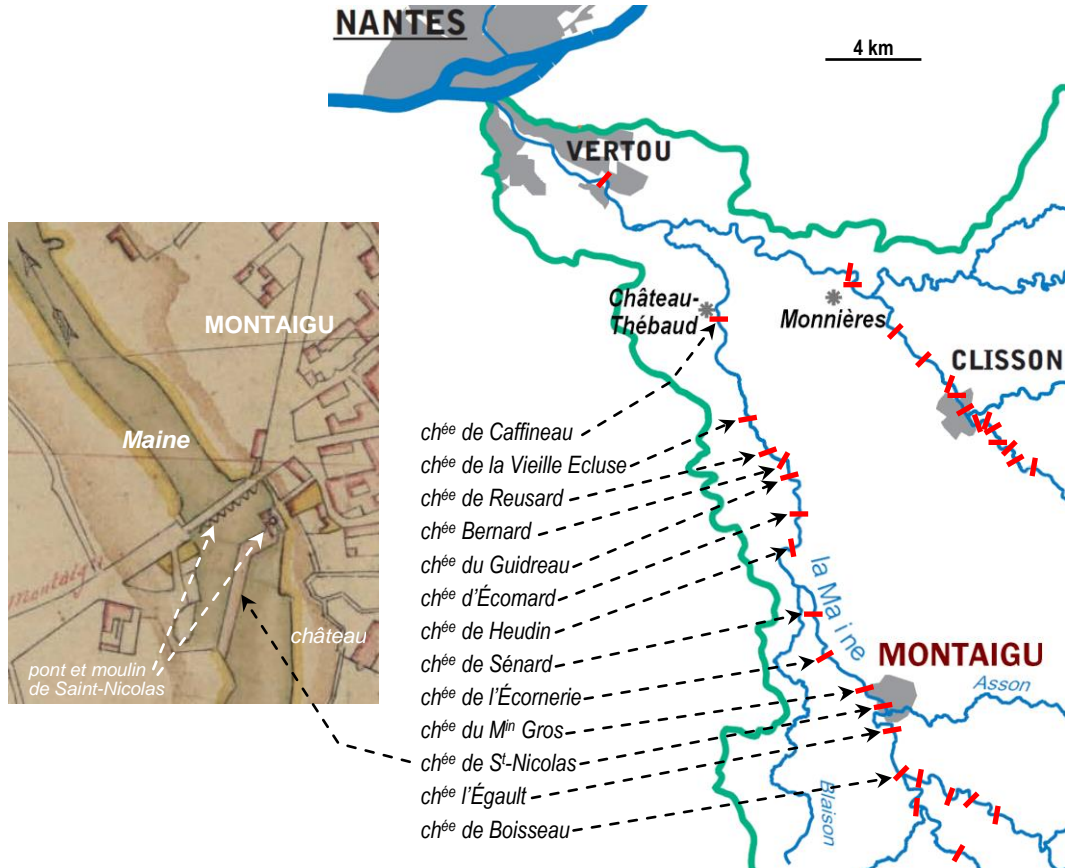 NANTES
4 km
VERTOU
Château-
Thébaud
Monnières
CLISSON
MONTAIGU
Maine
Montaigu
château
pont et moulin
de Saint-Nicolas
chée de Caffineau
chée de la Vieille Ecluse
chée de Reusard
chée Bernard
chée du Guidreau
chée d'Écomard
chée de Heudin
chée de Sénard
chée de l'Écornerie
chée du Min Gros
chée de St-Nicolas
chée l'Égault
chée de Boisseau
la Maine
MONTAIGU
Asson
Blaison